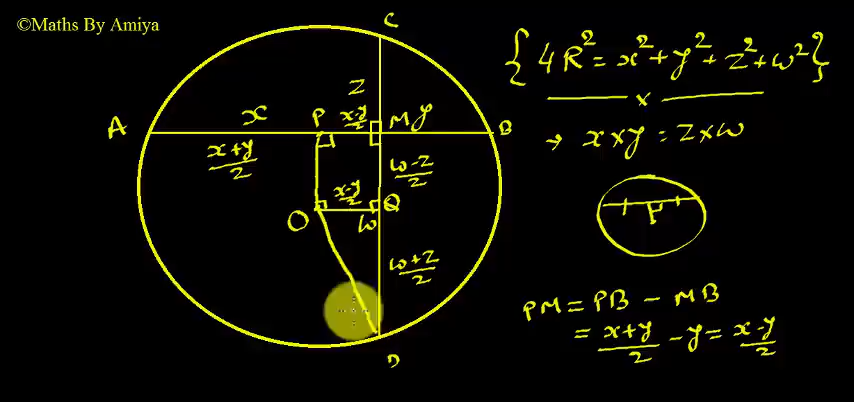 ©Maths By Amiya
C
{4R² = x² + y² + z² + w²}
x
z
A
x
P
x-y/2
M
y
B
→ x × y = z × w
x+y/2
w-z/2
x-y/2
O
Q
w
w+z/2
PM = PB - MB
= x+y/2 - y = x-y/2
D